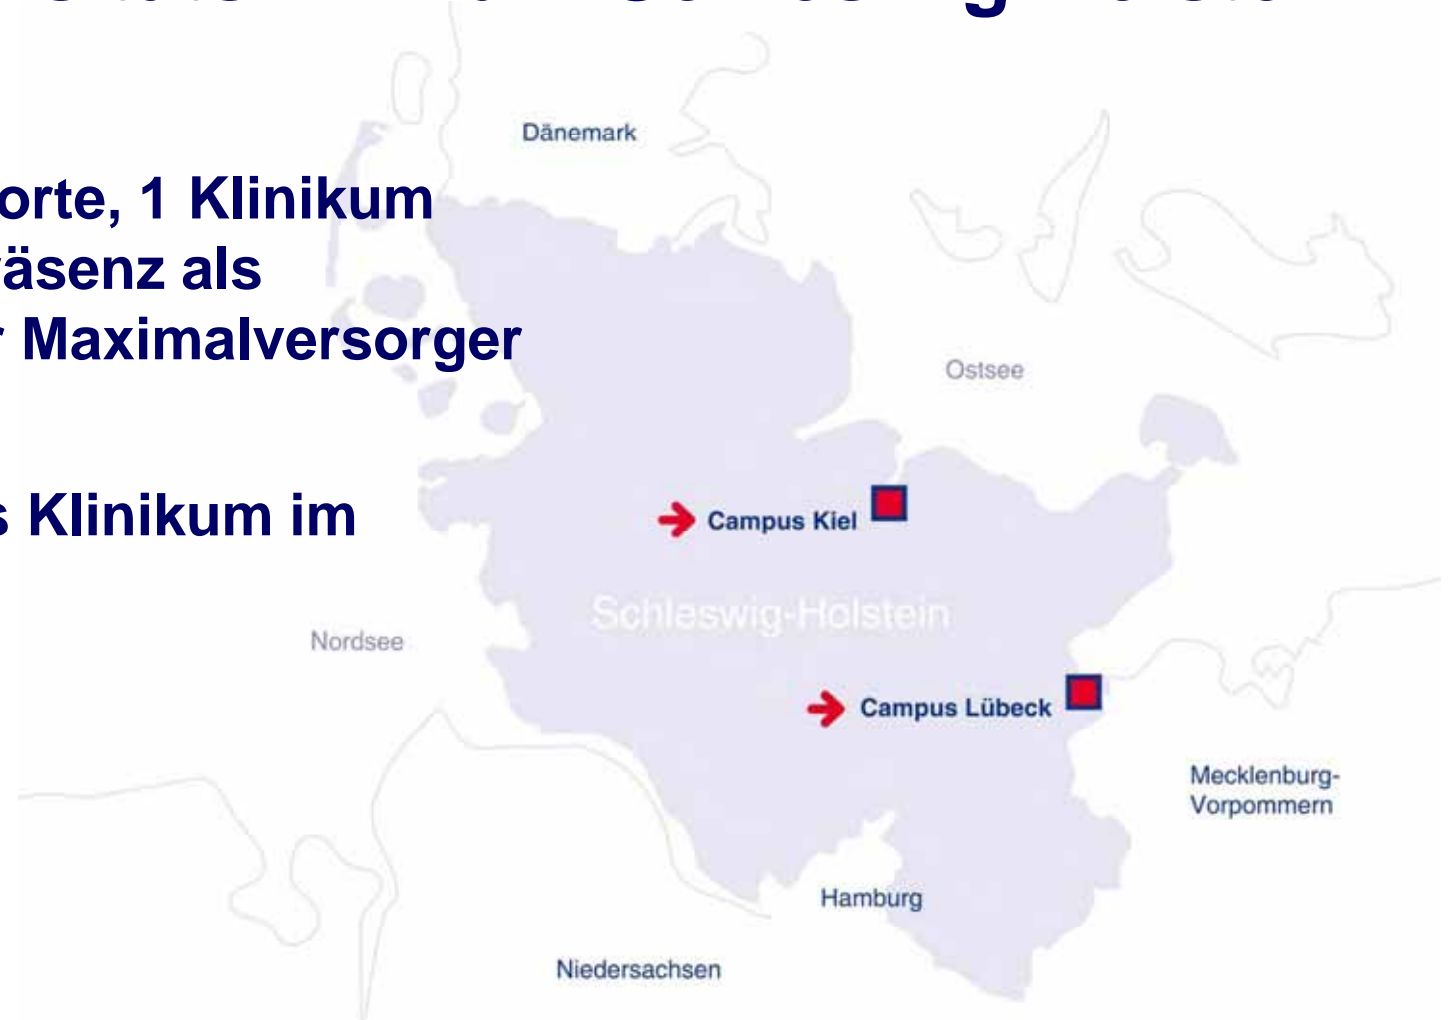 orte, 1 Klinikum
äsenz als
Maximalversorger
Klinikum im
Dänemark
Ostsee
Campus Kiel
Schleswig-Holstein
Nordsee
Campus Lübeck
Mecklenburg-
Vorpommern
Hamburg
Niedersachsen